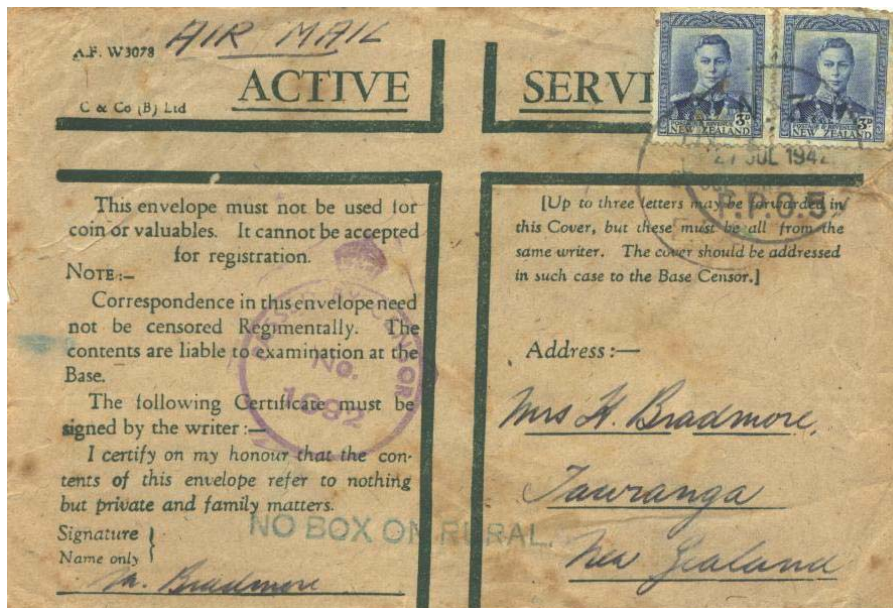 A.F. W3078 AIR MAIL
C & Co (B) Ltd
ACTIVE SERVI
3D 3D
NEW ZEALAND NEW ZEALAND
27 JUL 1942
F.P.O.5
This envelope must not be used for
coin or valuables. It cannot be accepted
for registration.
NOTE:—
Correspondence in this envelope need
not be censored Regimentally. The
contents are liable to examination at the
Base.
The following Certificate must be
signed by the writer:—
I certify on my honour that the con-
tents of this envelope refer to nothing
but private and family matters.
Signature
Name only
Bradmore
PASSED BY CENSOR
No.
1692
NO BOX ON RURAL.
[Up to three letters may be forwarded in
this Cover, but these must be all from the
same writer. The cover should be addressed
in such case to the Base Censor.]
Address:—
Mrs H. Bradmore,
Tauranga
New Zealand